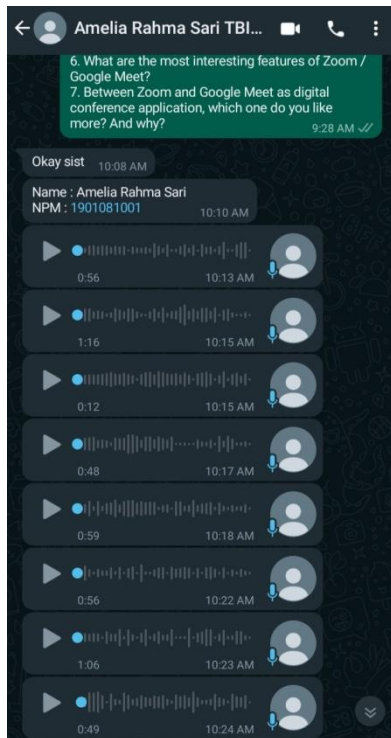 Amelia Rahma Sari TBI...
6. What are the most interesting features of Zoom /
Google Meet?
7. Between Zoom and Google Meet as digital
conference application, which one do you like
more? And why?
9:28 AM
Okay sist 10:08 AM
Name : Amelia Rahma Sari
NPM : 1901081001
10:10 AM
0:56 10:13 AM
1:16 10:15 AM
0:12 10:15 AM
0:48 10:17 AM
0:59 10:18 AM
0:56 10:22 AM
1:06 10:23 AM
0:49 10:24 AM